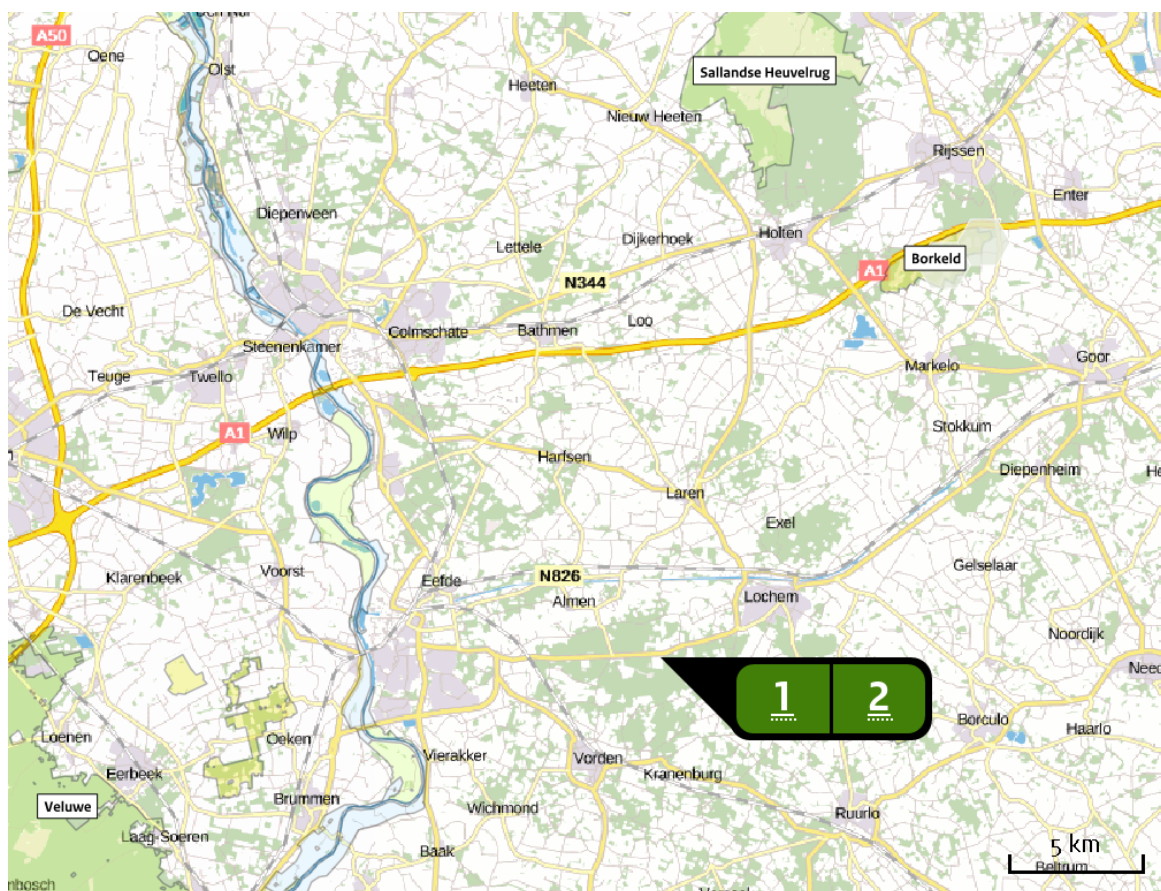 A50
Oene
Olst
Heeten
Sallandse Heuvelrug
Nieuw Heeten
Rijssen
Enter
Diepenveen
Lettele
Dijkerhoek
Holten
Borkeld
A1
N344
De Vecht
Colmschate
Bathmen
Loo
Steenenkamer
Teuge
Twello
Markelo
Goor
A1
Wilp
Stokkum
Harfsen
Diepenheim
Laren
Exel
Klarenbeek
Voorst
Eefde
N826
Almen
Lochem
Gelselaar
Noordijk
1
2
Borculo
Haarlo
Loenen
Oeken
Eerbeek
Vierakker
Vorden
Kranenburg
Veluwe
Brummen
Wichmond
Ruurlo
Laag-Soeren
Baak
5 km
Beltrum